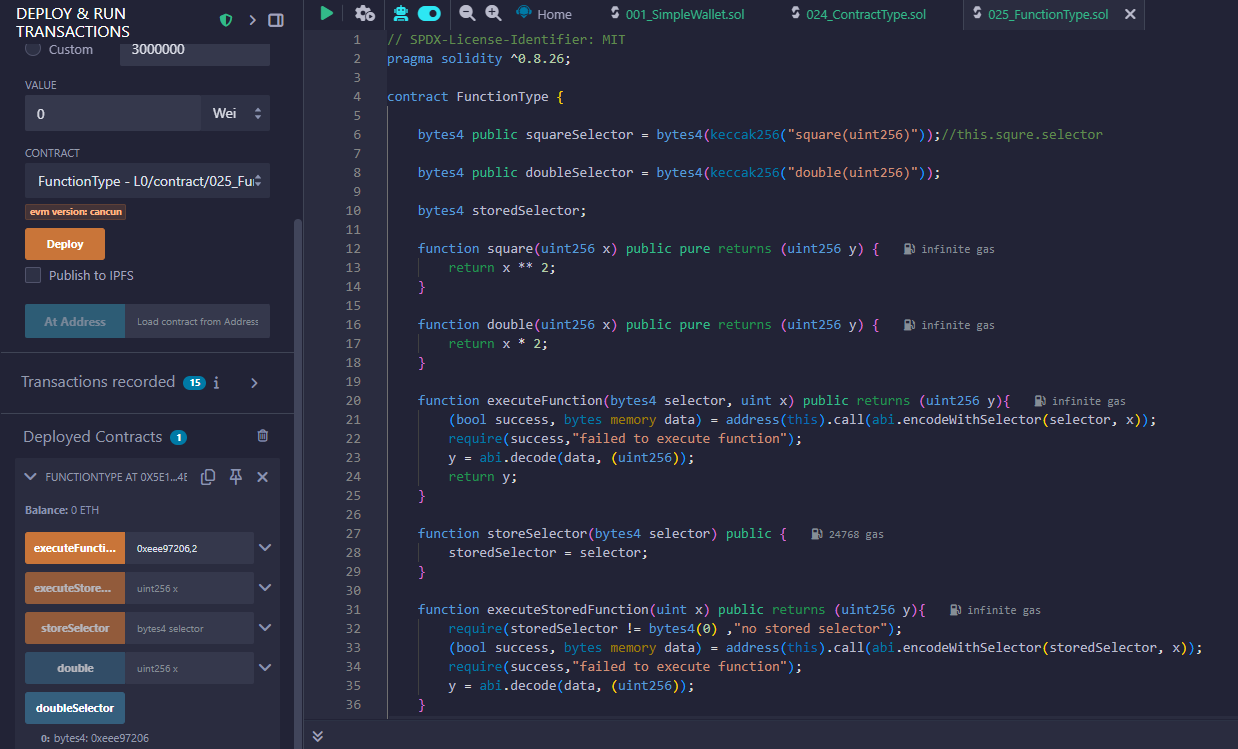 DEPLOY & RUN
TRANSACTIONS
Custom
3000000
VALUE
0
Wei
CONTRACT
FunctionType - L0/contract/025_Fu
evm version: cancun
Deploy
Publish to IPFS
At Address
Load contract from Address
Transactions recorded 15 i
Deployed Contracts 1
FUNCTIONTYPE AT 0X5E1...4E
Balance: 0 ETH
executeFuncti...
0xeee97206,2
executeStore...
uint256 x
storeSelector
bytes4 selector
double
uint256 x
doubleSelector
0: bytes4: 0xeee97206
Home
001_SimpleWallet.sol
024_ContractType.sol
025_FunctionType.sol
1 // SPDX-License-Identifier: MIT
2 pragma solidity ^0.8.26;
3
4 contract FunctionType {
5
6 bytes4 public squareSelector = bytes4(keccak256("square(uint256)"));//this.squre.selector
7
8 bytes4 public doubleSelector = bytes4(keccak256("double(uint256)"));
9
10 bytes4 storedSelector;
11
12 function square(uint256 x) public pure returns (uint256 y) { infinite gas
13 return x ** 2;
14 }
15
16 function double(uint256 x) public pure returns (uint256 y) { infinite gas
17 return x * 2;
18 }
19
20 function executeFunction(bytes4 selector, uint x) public returns (uint256 y){ infinite gas
21 (bool success, bytes memory data) = address(this).call(abi.encodeWithSelector(selector, x));
22 require(success,"failed to execute function");
23 y = abi.decode(data, (uint256));
24 return y;
25 }
26
27 function storeSelector(bytes4 selector) public { 24768 gas
28 storedSelector = selector;
29 }
30
31 function executeStoredFunction(uint x) public returns (uint256 y){ infinite gas
32 require(storedSelector != bytes4(0) ,"no stored selector");
33 (bool success, bytes memory data) = address(this).call(abi.encodeWithSelector(storedSelector, x));
34 require(success,"failed to execute function");
35 y = abi.decode(data, (uint256));
36 }